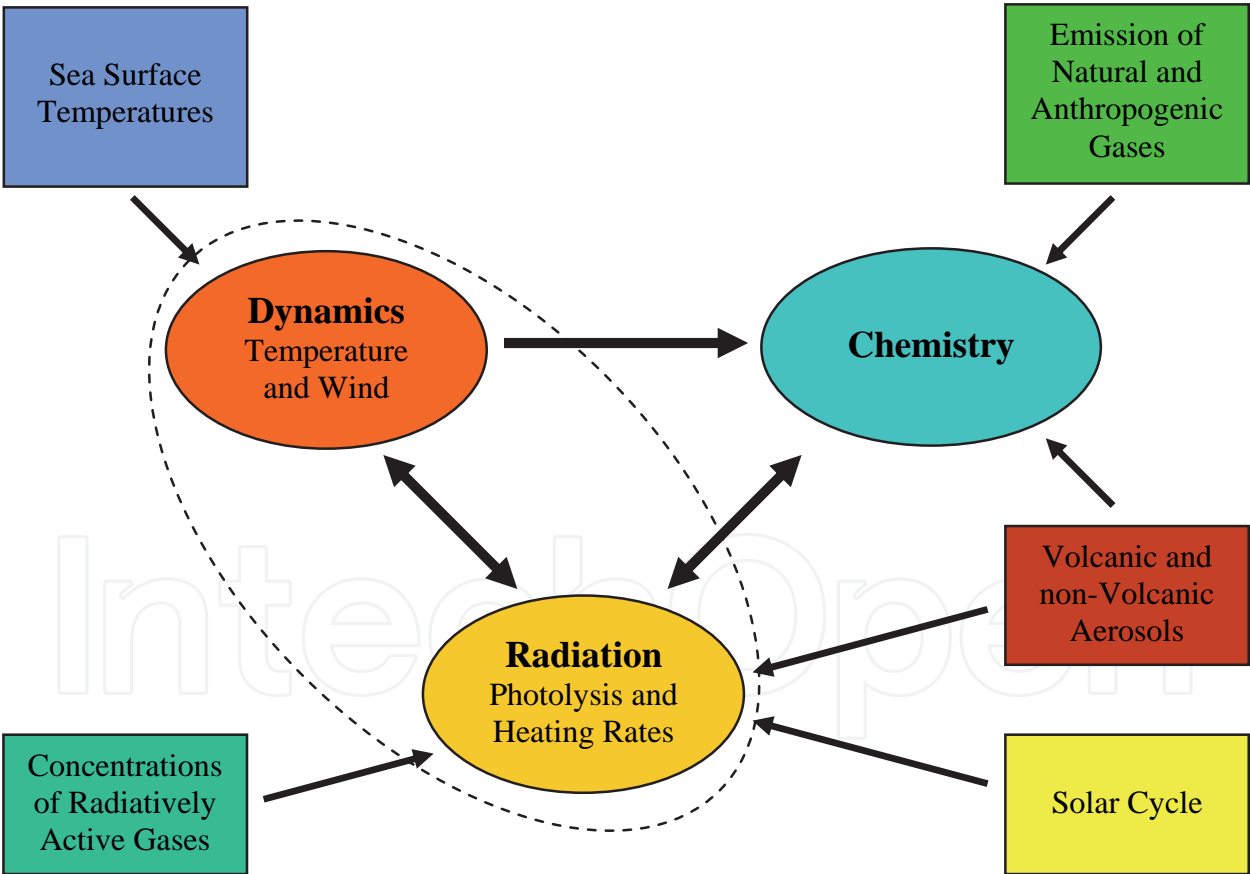 Sea Surface
Temperatures
Emission of
Natural and
Anthropogenic
Gases
Dynamics
Temperature
and Wind
Chemistry
Radiation
Photolysis and
Heating Rates
Volcanic and
non-Volcanic
Aerosols
Concentrations
of Radiatively
Active Gases
Solar Cycle
IntechOpen